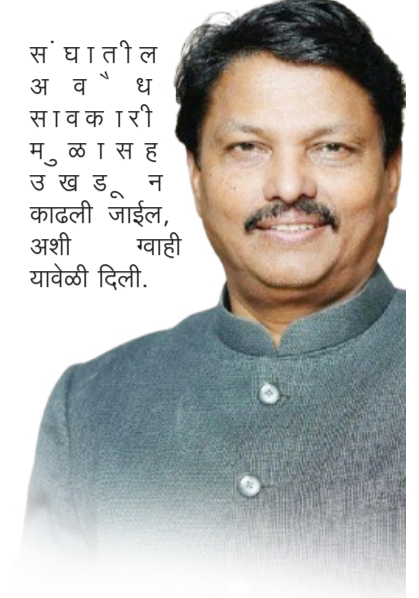 संघातील
अवैध
सावकारी
मुळासह
उखडून
काढली जाईल,
अशी ग्वाही
यावेळी दिली.